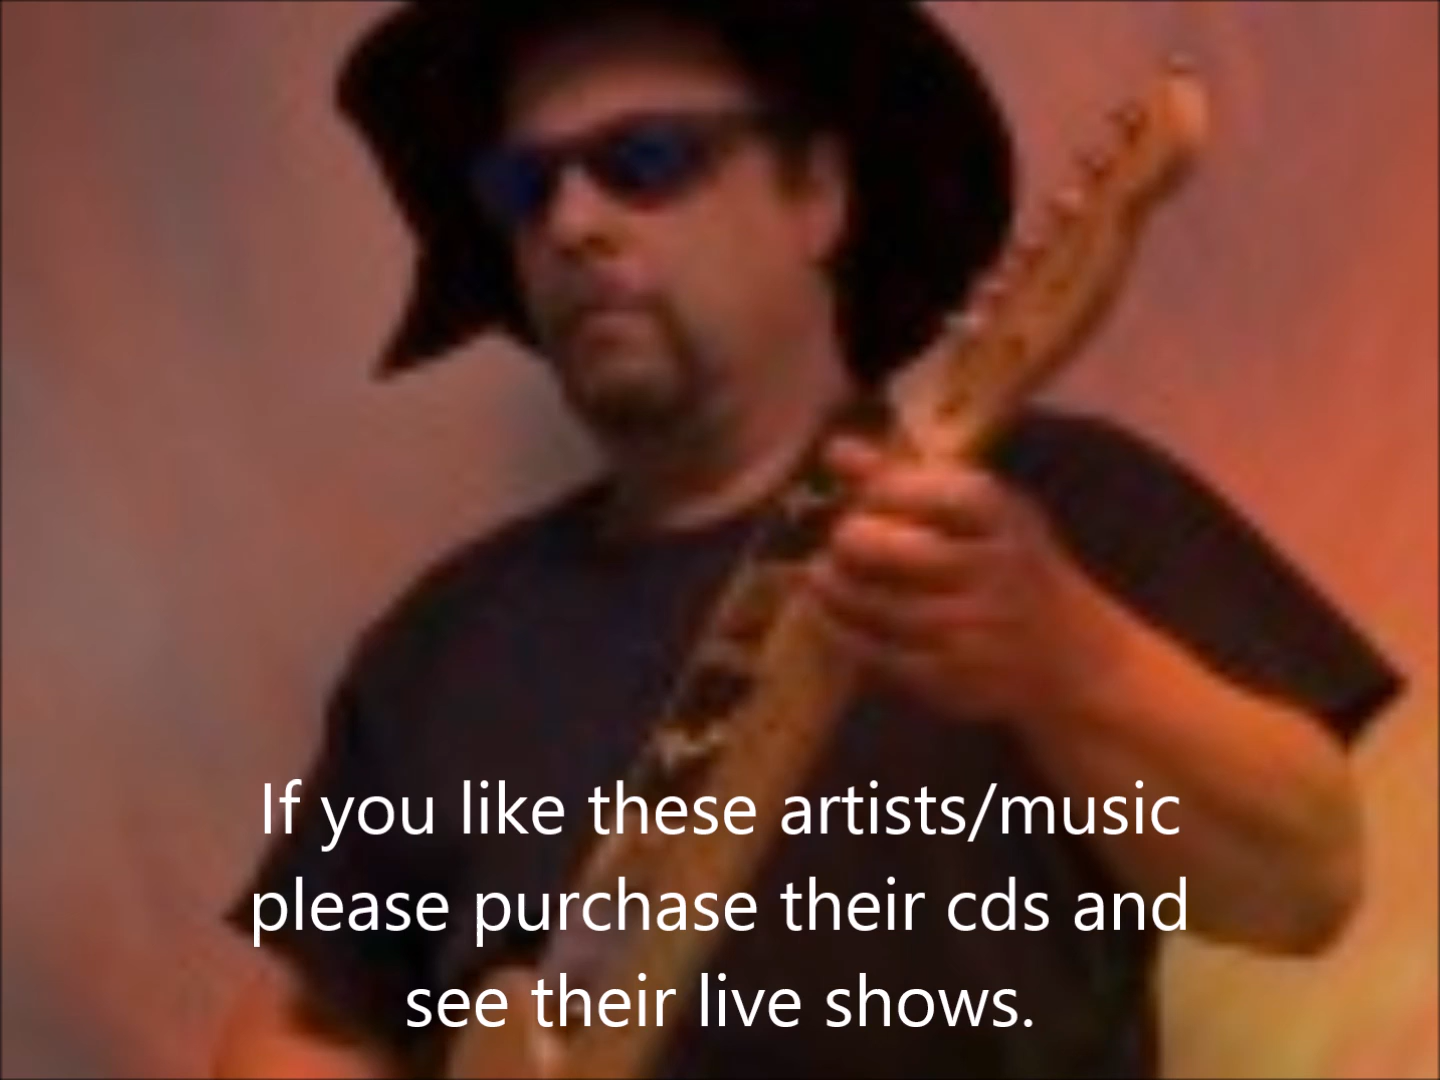 If you like these artists/music
please purchase their cds and
see their live shows.